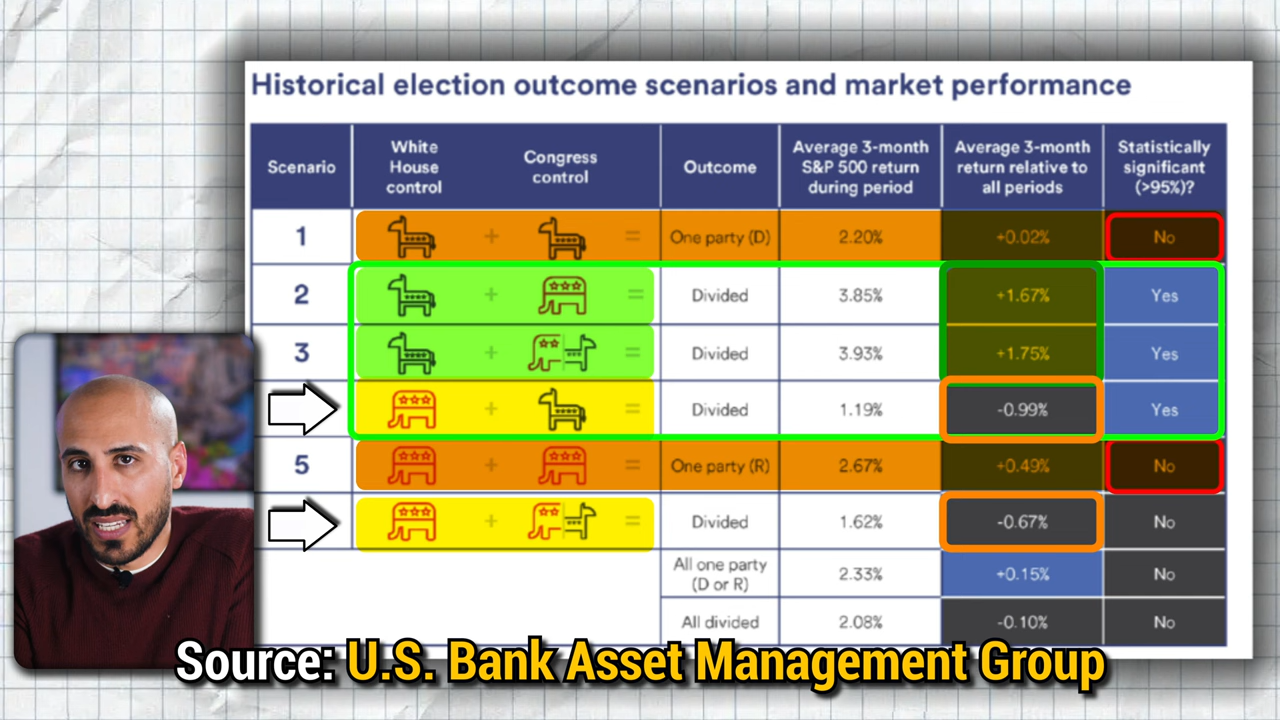 Historical election outcome scenarios and market performance
Scenario
White
House
control
Congress
control
Outcome
Average 3-month
S&P 500 return
during period
Average 3-month
return relative to
all periods
Statistically
significant
(>95%)?
1 + = One party (D) 2.20% +0.02% No
2 + = Divided 3.85% +1.67% Yes
3 + = Divided 3.93% +1.75% Yes
+ = Divided 1.19% -0.99% Yes
5 + = One party (R) 2.67% +0.49% No
+ = Divided 1.62% -0.67% No
All one party
(D or R) 2.33% +0.15% No
All divided 2.08% -0.10% No
Source: U.S. Bank Asset Management Group